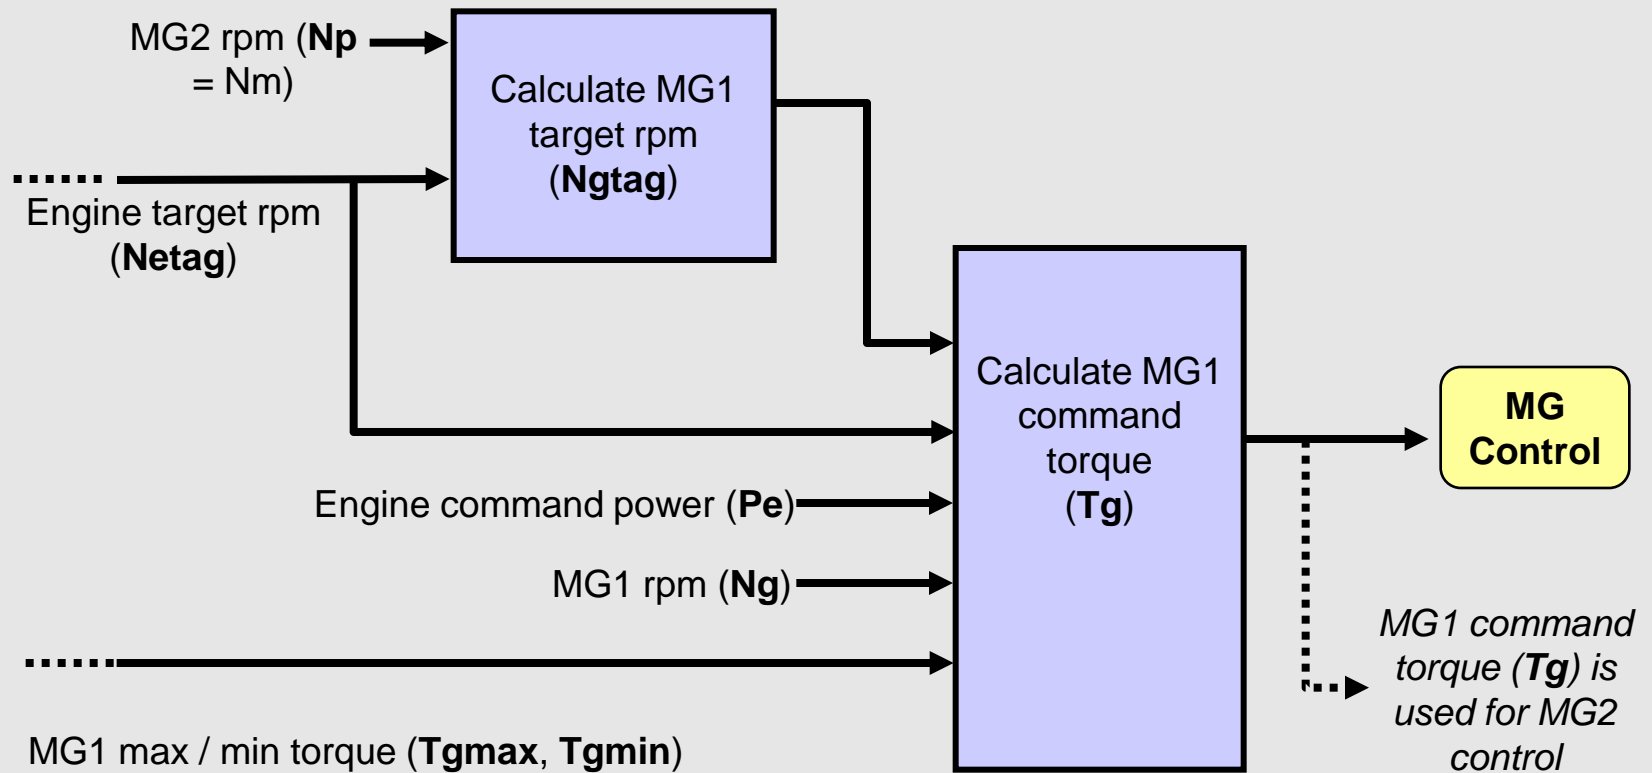 MG2 rpm (Np
= Nm)
Calculate MG1
target rpm
(Ngtag)
Engine target rpm
(Netag)
Calculate MG1
command
torque
(Tg)
MG
Control
Engine command power (Pe)
MG1 rpm (Ng)
MG1 max / min torque (Tgmax, Tgmin)
MG1 command
torque (Tg) is
used for MG2
control